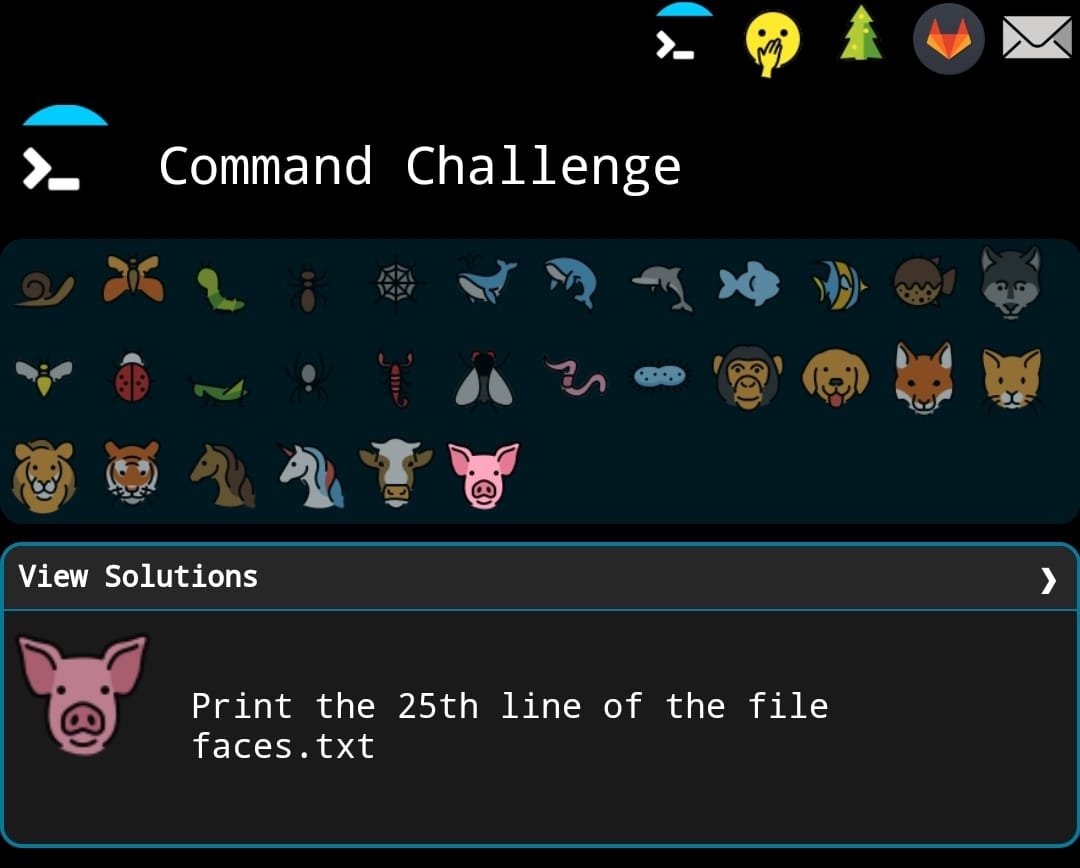 Command Challenge
View Solutions
Print the 25th line of the file
faces.txt